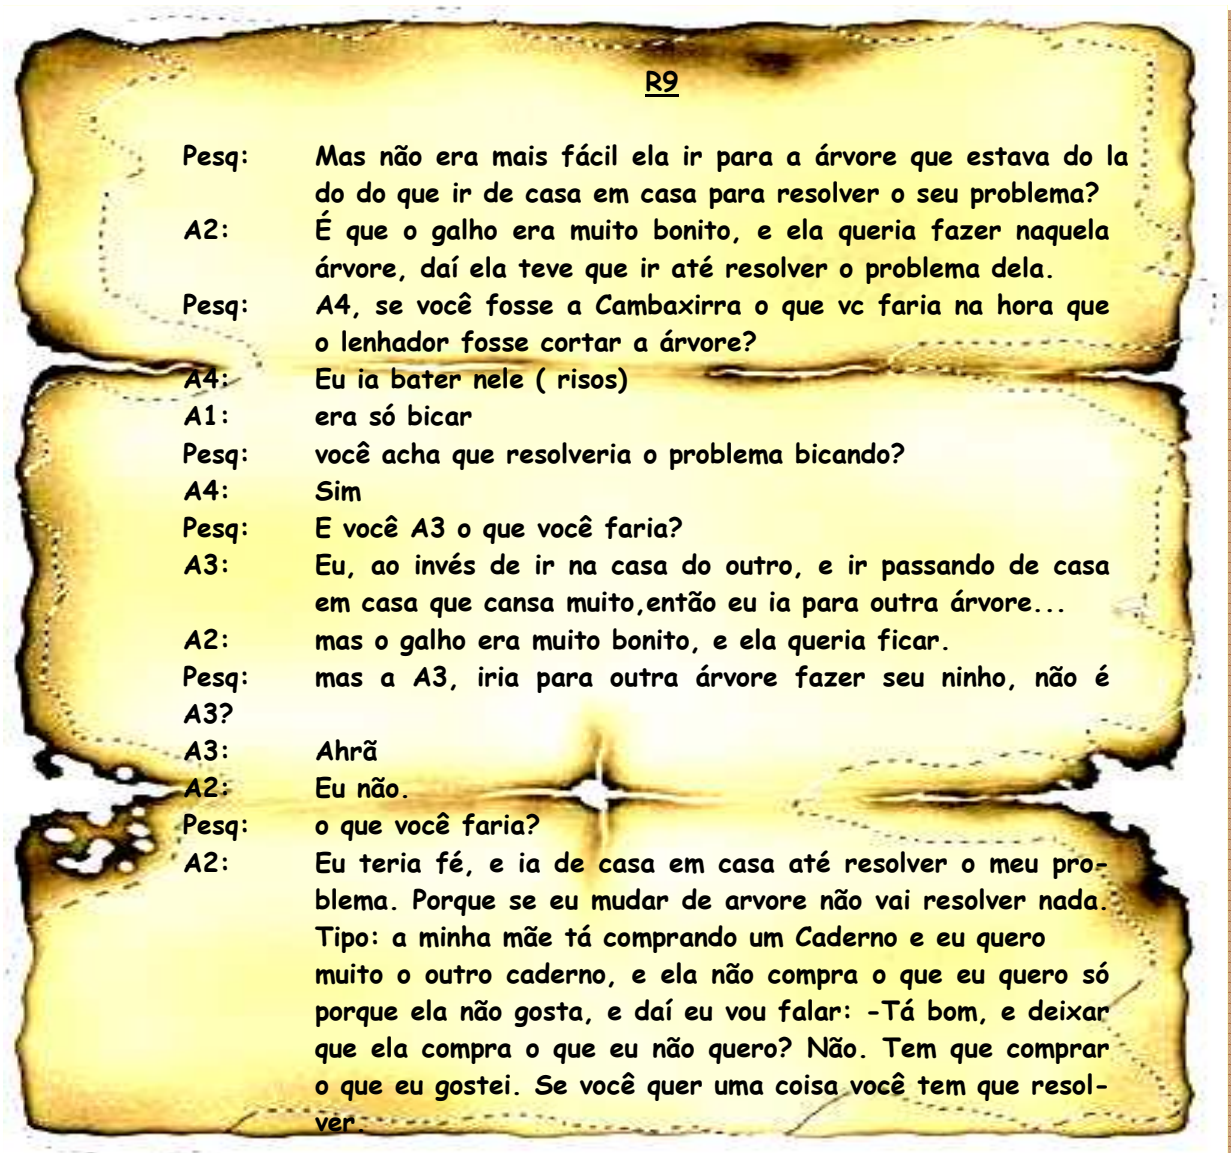 R9
Pesq: Mas não era mais fácil ela ir para a árvore que estava do la
do do que ir de casa em casa para resolver o seu problema?
A2: É que o galho era muito bonito, e ela queria fazer naquela
árvore, daí ela teve que ir até resolver o problema dela.
Pesq: A4, se você fosse a Cambaxirra o que vc faria na hora que
o lenhador fosse cortar a árvore?
A4: Eu ia bater nele ( risos)
A1: era só bicar
Pesq: você acha que resolveria o problema bicando?
A4: Sim
Pesq: E você A3 o que você faria?
A3: Eu, ao invés de ir na casa do outro, e ir passando de casa
em casa que cansa muito,então eu ia para outra árvore...
A2: mas o galho era muito bonito, e ela queria ficar.
Pesq: mas a A3, iria para outra árvore fazer seu ninho, não é
A3?
A3: Ahrã
A2: Eu não.
Pesq: o que você faria?
A2: Eu teria fé, e ia de casa em casa até resolver o meu pro-
blema. Porque se eu mudar de arvore não vai resolver nada.
Tipo: a minha mãe tá comprando um Caderno e eu quero
muito o outro caderno, e ela não compra o que eu quero só
porque ela não gosta, e daí eu vou falar: -Tá bom, e deixar
que ela compra o que eu não quero? Não. Tem que comprar
o que eu gostei. Se você quer uma coisa você tem que resol-
ver.